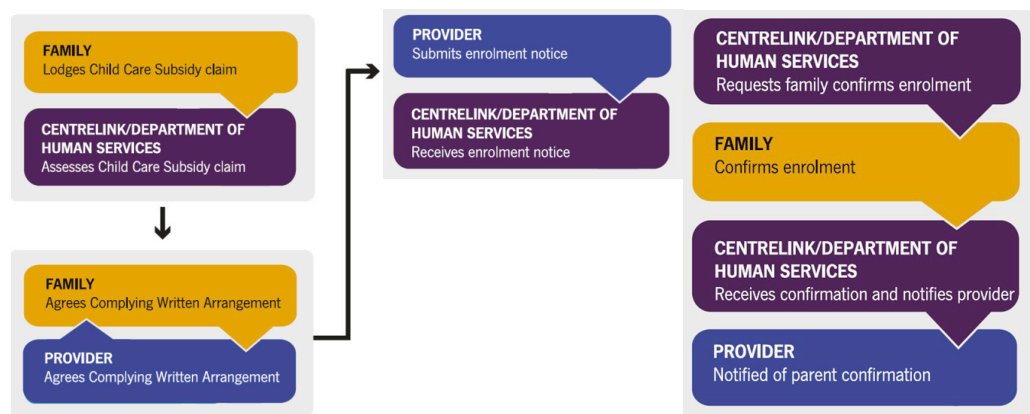 FAMILY
Lodges Child Care Subsidy claim
CENTRELINK/DEPARTMENT OF
HUMAN SERVICES
Assesses Child Care Subsidy claim
FAMILY
Agrees Complying Written Arrangement
PROVIDER
Agrees Complying Written Arrangement
PROVIDER
Submits enrolment notice
CENTRELINK/DEPARTMENT OF
HUMAN SERVICES
Receives enrolment notice
CENTRELINK/DEPARTMENT OF
HUMAN SERVICES
Requests family confirms enrolment
FAMILY
Confirms enrolment
CENTRELINK/DEPARTMENT OF
HUMAN SERVICES
Receives confirmation and notifies provider
PROVIDER
Notified of parent confirmation